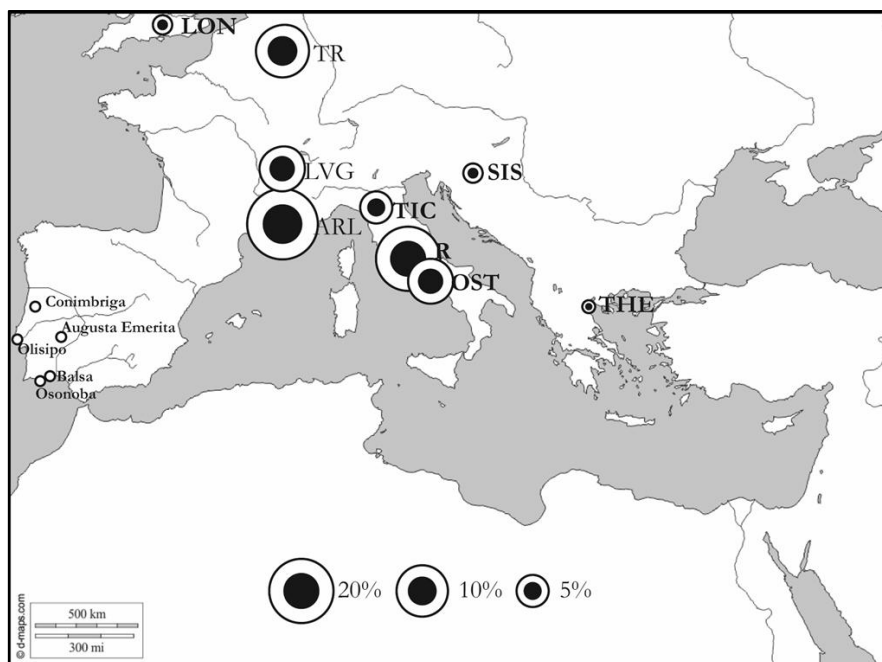 LON
TR
LVG
SIS
TIC
ARL
R
OST
Conimbriga
THE
Augusta Emerita
Olisipo
Balsa
Osonoba
20%
10%
5%
500 km
300 mi
© d-maps.com